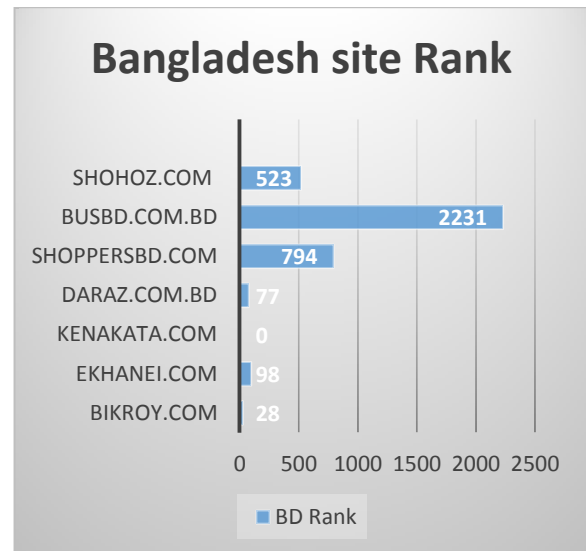 Bangladesh site Rank
SHOHOZ.COM 523
BUSBD.COM.BD 2231
SHOPPERSBD.COM 794
DARAZ.COM.BD 77
KENAKATA.COM 0
EKHANEI.COM 98
BIKROY.COM 28
0 500 1000 1500 2000 2500
BD Rank